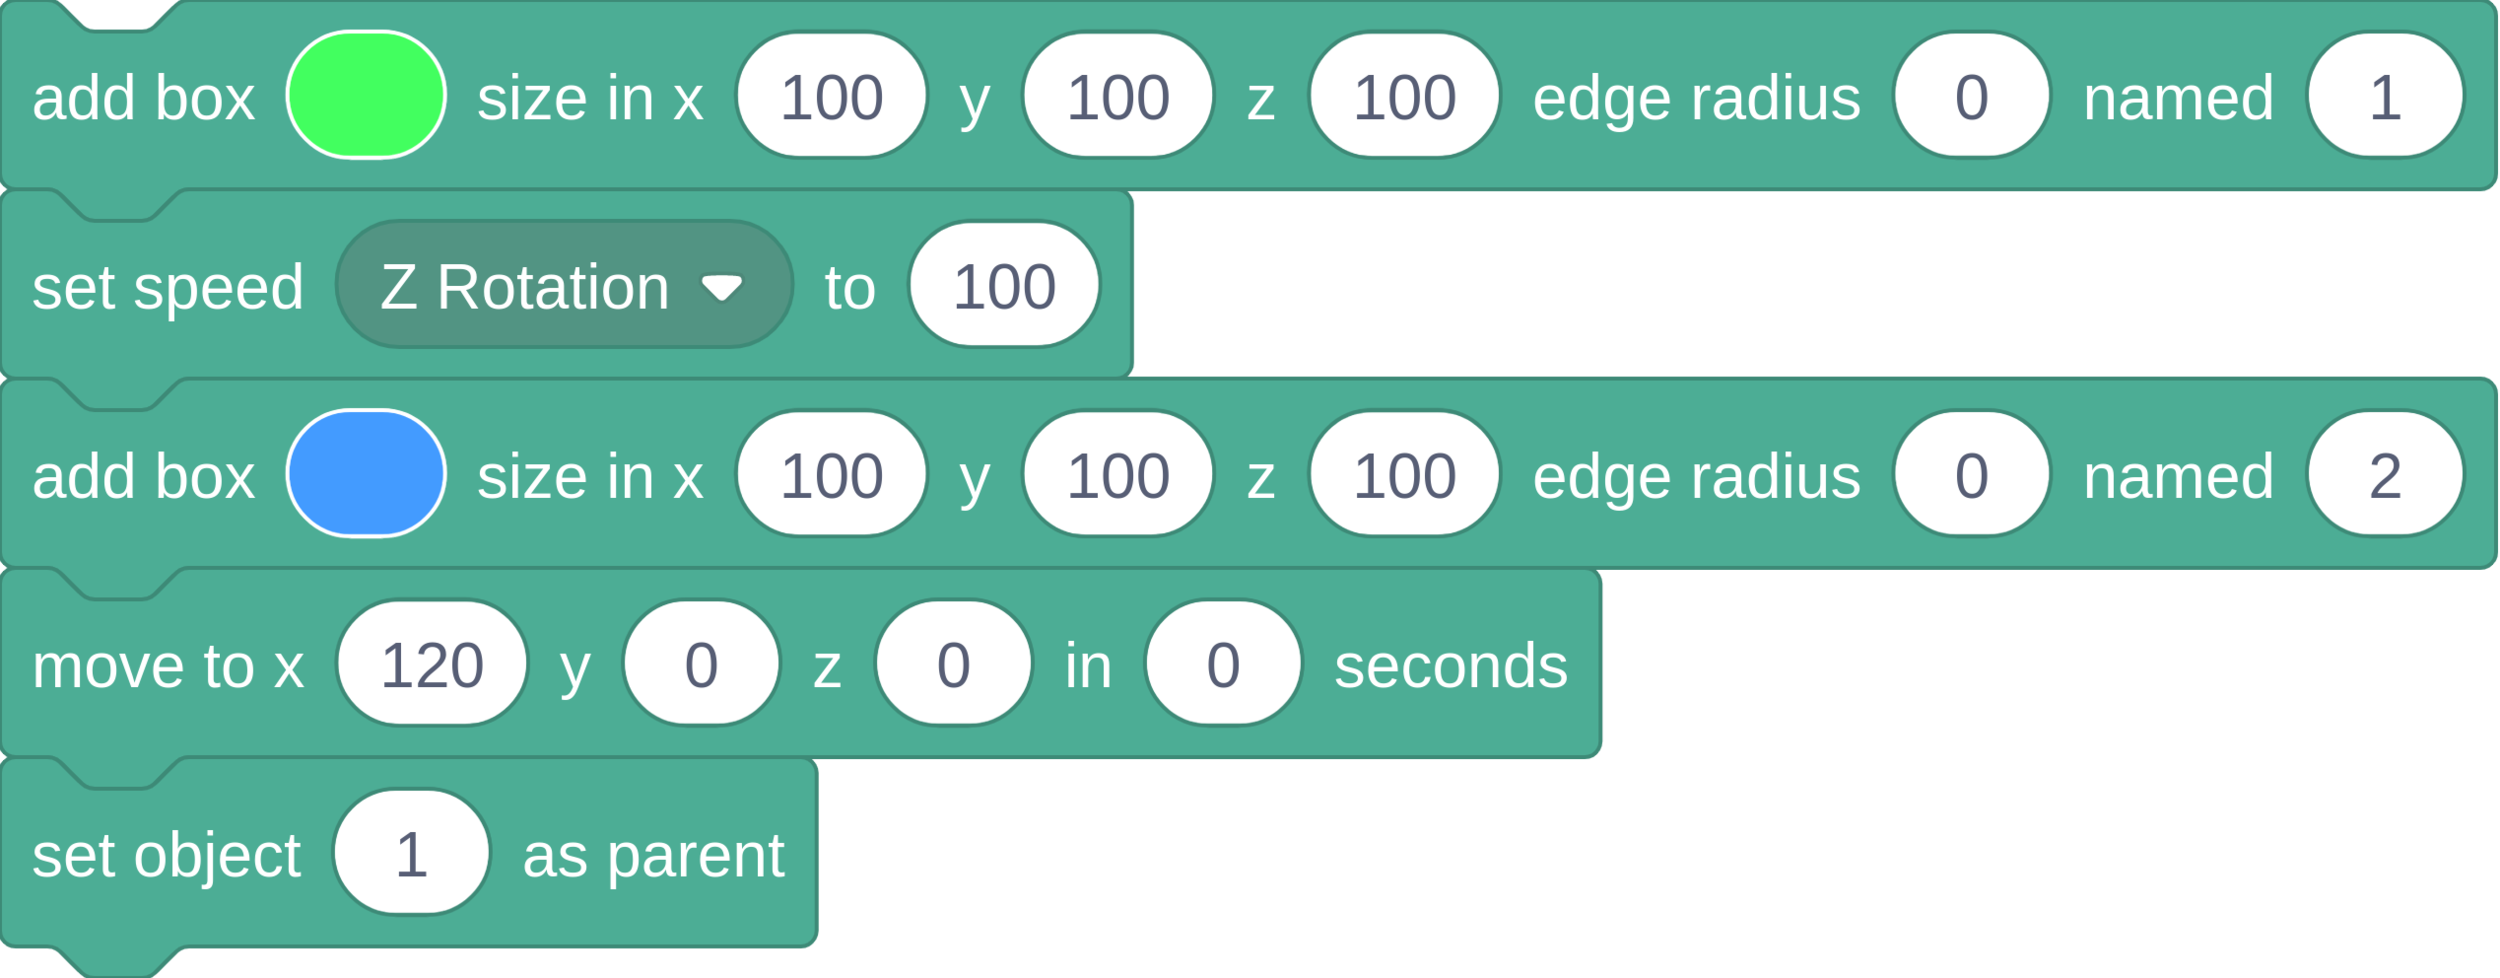 add box size in x 100 y 100 z 100 edge radius 0 named 1
set speed Z Rotation to 100
add box size in x 100 y 100 z 100 edge radius 0 named 2
move to x 120 y 0 z 0 in 0 seconds
set object 1 as parent